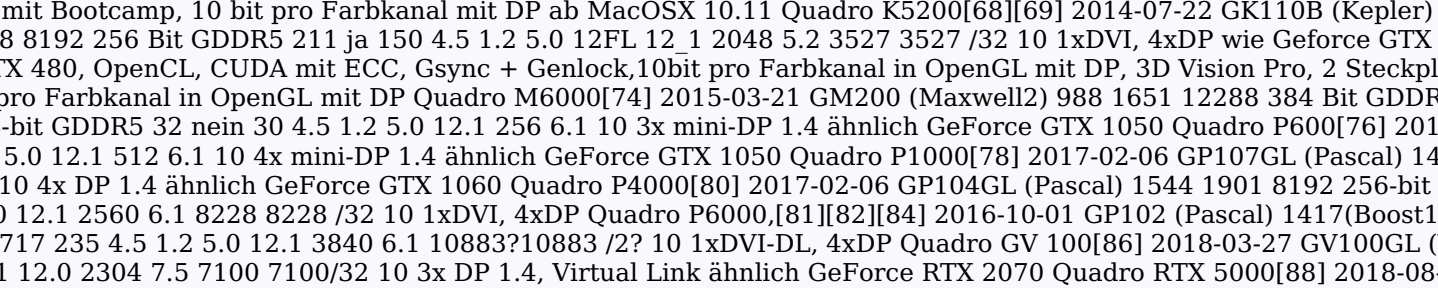 mit Bootcamp, 10 bit pro Farbkanal mit DP ab MacOSX 10.11 Quadro K5200[68][69] 2014-07-22 GK110B (Kepler)
8 8192 256 Bit GDDR5 211 ja 150 4.5 1.2 5.0 12FL 12_1 2048 5.2 3527 3527 /32 10 1xDVI, 4xDP wie Geforce GTX
TX 480, OpenCL, CUDA mit ECC, Gsync + Genlock,10bit pro Farbkanal in OpenGL mit DP, 3D Vision Pro, 2 Steckpl
pro Farbkanal in OpenGL mit DP Quadro M6000[74] 2015-03-21 GM200 (Maxwell2) 988 1651 12288 384 Bit GDDR
-bit GDDR5 32 nein 30 4.5 1.2 5.0 12.1 256 6.1 10 3x mini-DP 1.4 ähnlich GeForce GTX 1050 Quadro P600[76] 201
5.0 12.1 512 6.1 10 4x mini-DP 1.4 ähnlich GeForce GTX 1050 Quadro P1000[78] 2017-02-06 GP107GL (Pascal) 14
10 4x DP 1.4 ähnlich GeForce GTX 1060 Quadro P4000[80] 2017-02-06 GP104GL (Pascal) 1544 1901 8192 256-bit
0 12.1 2560 6.1 8228 8228 /32 10 1xDVI, 4xDP Quadro P6000,[81][82][84] 2016-10-01 GP102 (Pascal) 1417(Boost1
717 235 4.5 1.2 5.0 12.1 3840 6.1 10883?10883 /2? 10 1xDVI-DL, 4xDP Quadro GV 100[86] 2018-03-27 GV100GL (
1 12.0 2304 7.5 7100 7100/32 10 3x DP 1.4, Virtual Link ähnlich GeForce RTX 2070 Quadro RTX 5000[88] 2018-08-